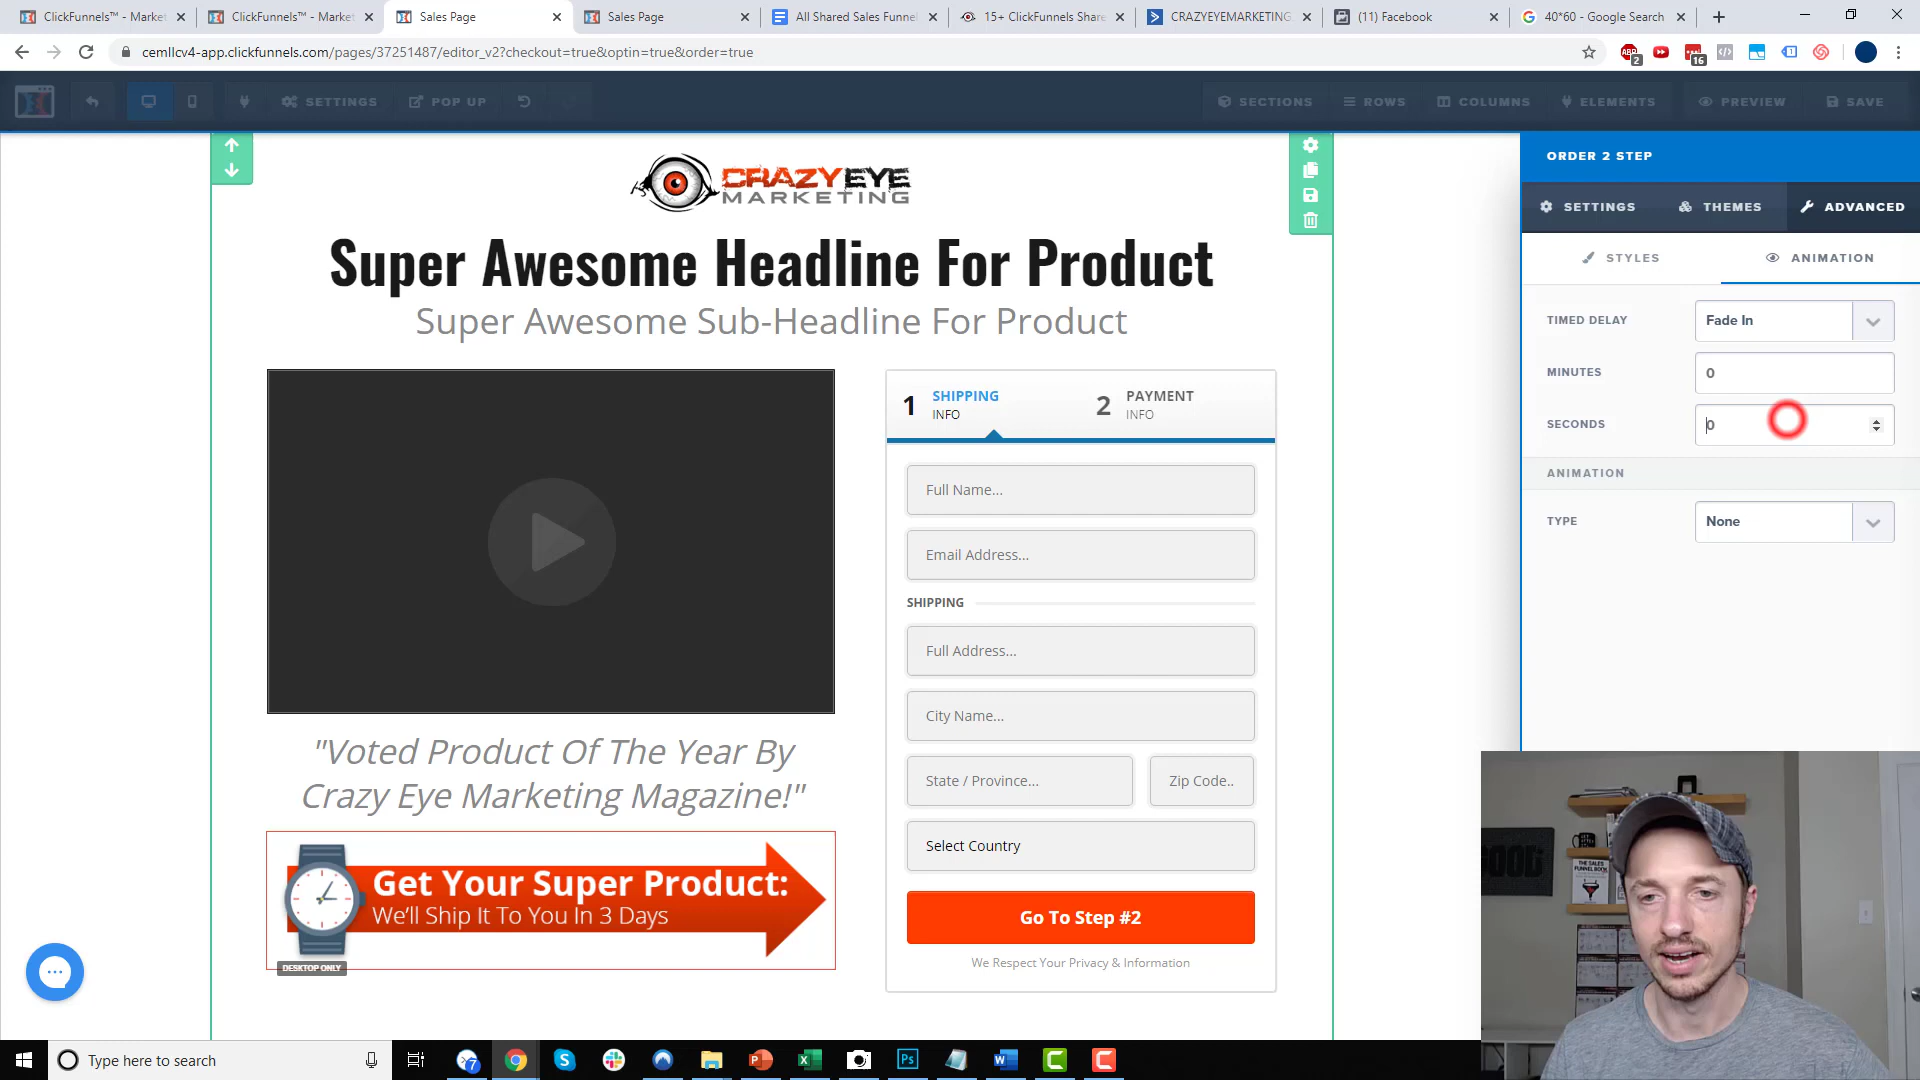 ClickFunnels™ - Market
ClickFunnels™ - Market
Sales Page
Sales Page
All Shared Sales Funnel
15+ ClickFunnels Share
CRAZYEYEMARKETING
(11) Facebook
40*60 - Google Search
cemllcv4-app.clickfunnels.com/pages/37251487/editor_v2?checkout=true&optin=true&order=true
ABP
2
16
SETTINGS
POP UP
SECTIONS
ROWS
COLUMNS
ELEMENTS
PREVIEW
SAVE
CRAZYEYE
MARKETING
Super Awesome Headline For Product
Super Awesome Sub-Headline For Product
1 SHIPPING
INFO
2 PAYMENT
INFO
Full Name...
Email Address...
SHIPPING
Full Address...
City Name...
State / Province...
Zip Code..
Select Country
Go To Step #2
We Respect Your Privacy & Information
"Voted Product Of The Year By
Crazy Eye Marketing Magazine!"
Get Your Super Product:
We'll Ship It To You In 3 Days
DESKTOP ONLY
ORDER 2 STEP
SETTINGS
THEMES
ADVANCED
STYLES
ANIMATION
TIMED DELAY
Fade In
MINUTES
0
SECONDS
0
ANIMATION
TYPE
None
GOOD
Type here to search
7